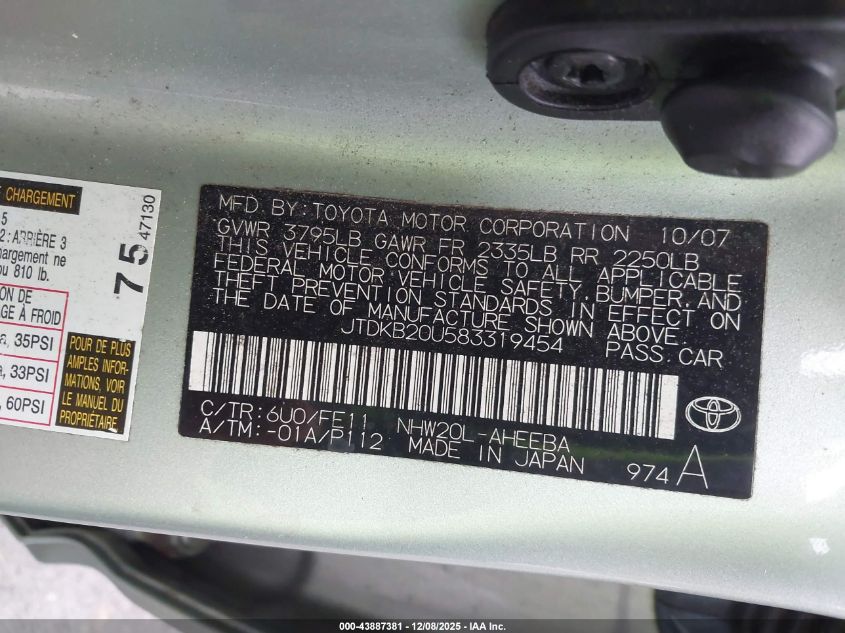 CHARGEMENT
5
2:ARRIÈRE 3
hargement ne
ou 810 lb.
75
47130
ION DE
AGE À FROID
a, 35PSI
a, 33PSI
, 60PSI
POUR DE PLUS
AMPLES INFOR-
MATIONS, VOIR
LE MANUEL DU
PROPRIÉTAIRE
MFD BY: TOYOTA MOTOR CORPORATION 10/07
GVWR 3795LB GAWR FR 2335LB RR 2250LB
THIS VEHICLE CONFORMS TO ALL APPLICABLE
FEDERAL MOTOR VEHICLE SAFETY, BUMPER, AND
THEFT PREVENTION STANDARDS IN EFFECT ON
THE DATE OF MANUFACTURE SHOWN ABOVE.
JTDKB20U583319454 PASS.CAR
C/TR:6U0/FE11 NHW20L-AHEEBA
A/TM:-01A/P112 MADE IN JAPAN 974A
000-43887381 - 12/08/2025 - IAA Inc.